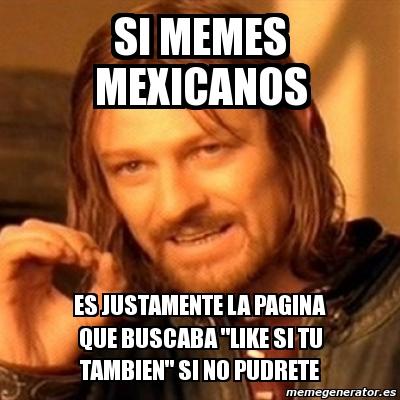 SI MEMES
MEXICANOS
ES JUSTAMENTE LA PAGINA
QUE BUSCABA "LIKE SI TU
TAMBIEN" SI NO PUDRETE
memegenerator.es